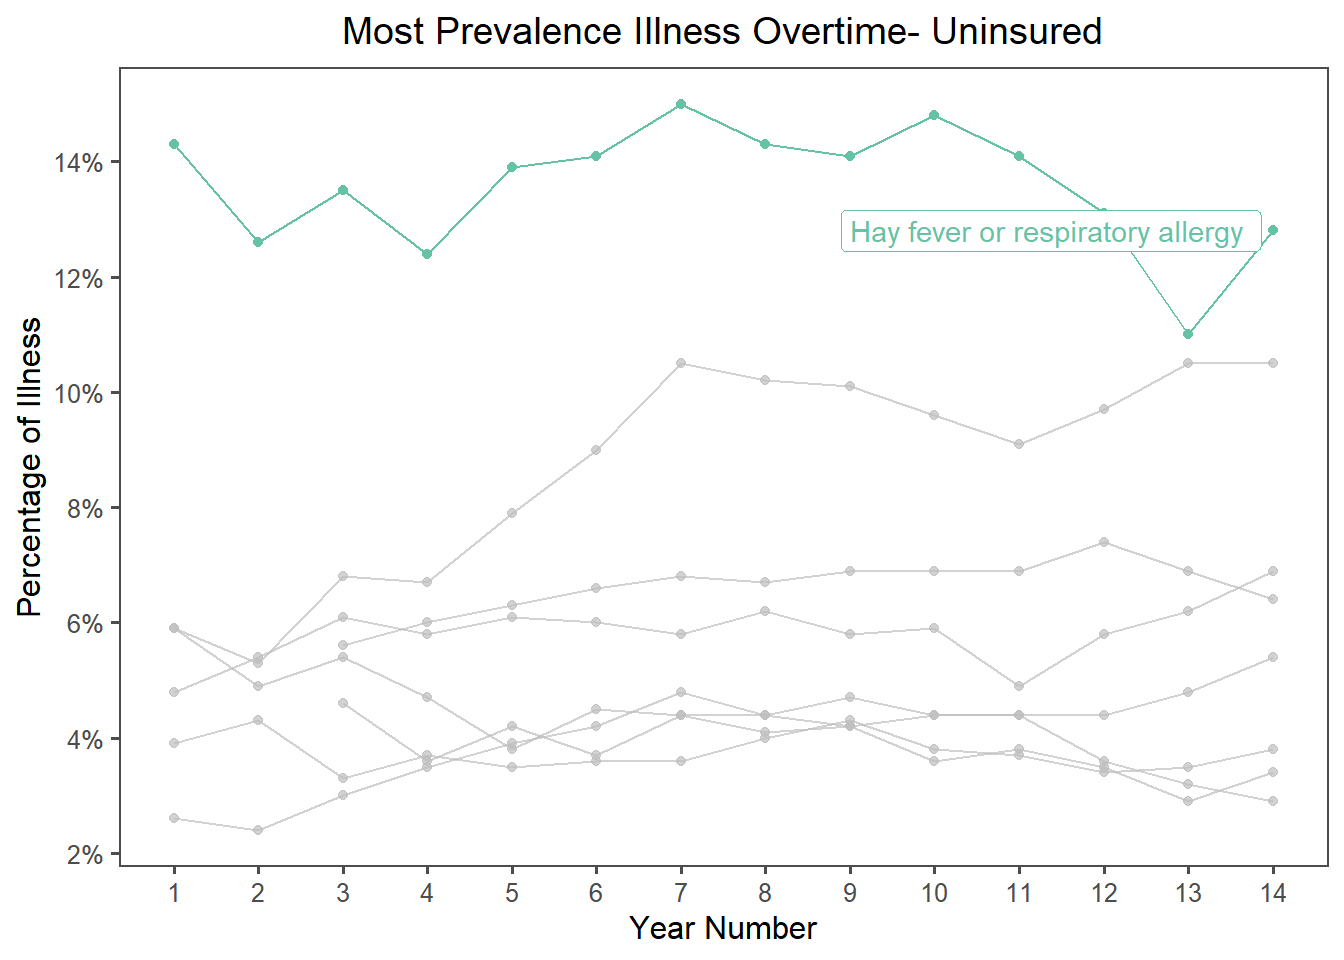 Most Prevalence Illness Overtime- Uninsured
Percentage of Illness
14%
12%
10%
8%
6%
4%
2%
Hay fever or respiratory allergy
1 2 3 4 5 6 7 8 9 10 11 12 13 14
Year Number